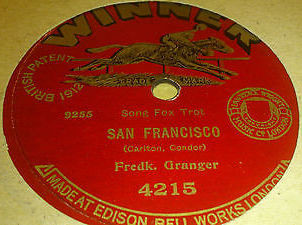 WINNER
BRITISH PATENT
TRADE MARK
9255 Song Fox Trot
SAN FRANCISCO
(Carlton, Condor)
Fredk. Granger
4215
MADE AT EDISON BELL WORKS LONDON